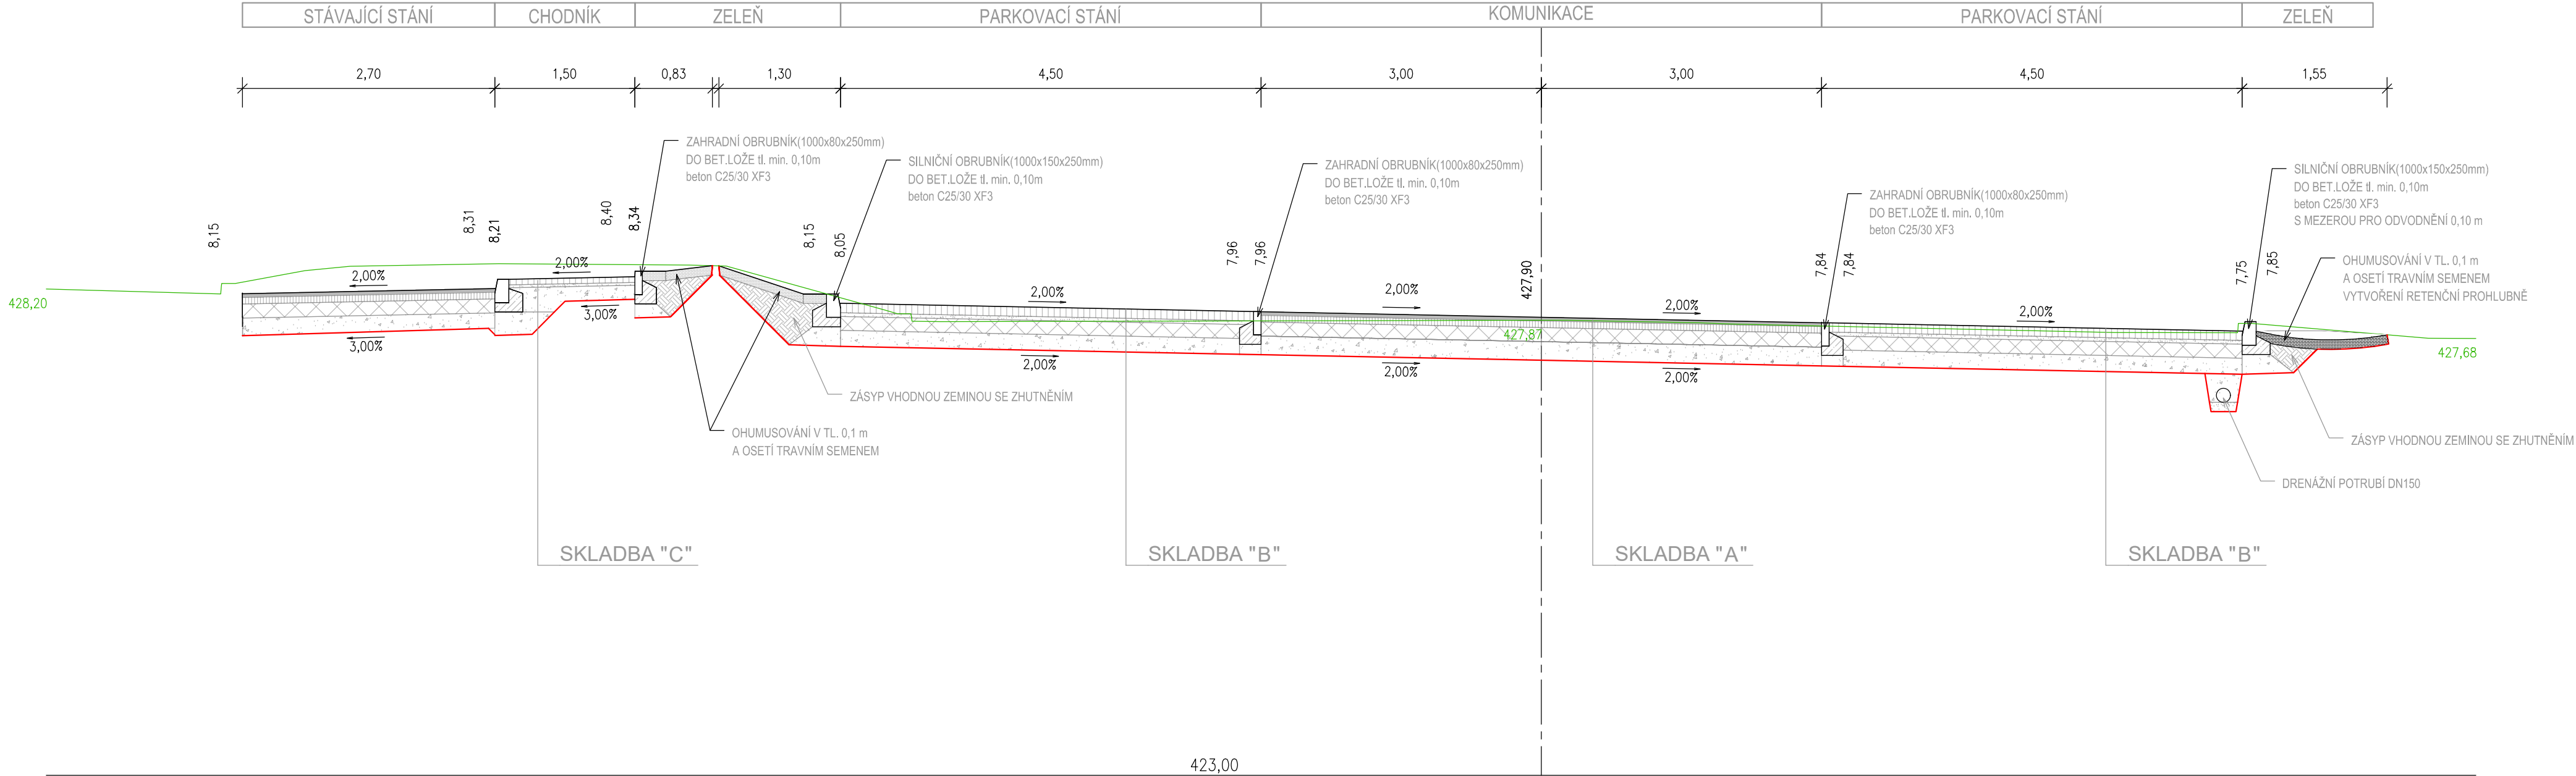 STÁVAJÍCÍ STÁNÍ
CHODNÍK
ZELEŇ
PARKOVACÍ STÁNÍ
KOMUNIKACE
PARKOVACÍ STÁNÍ
ZELEŇ
2,70
1,50
0,83
1,30
4,50
3,00
3,00
4,50
1,55
ZAHRADNÍ OBRUBNÍK(1000x80x250mm)
DO BET.LOŽE tl. min. 0,10m
beton C25/30 XF3
SILNIČNÍ OBRUBNÍK(1000x150x250mm)
DO BET.LOŽE tl. min. 0,10m
beton C25/30 XF3
ZAHRADNÍ OBRUBNÍK(1000x80x250mm)
DO BET.LOŽE tl. min. 0,10m
beton C25/30 XF3
ZAHRADNÍ OBRUBNÍK(1000x80x250mm)
DO BET.LOŽE tl. min. 0,10m
beton C25/30 XF3
SILNIČNÍ OBRUBNÍK(1000x150x250mm)
DO BET.LOŽE tl. min. 0,10m
beton C25/30 XF3
S MEZEROU PRO ODVODNĚNÍ 0,10 m
8,15
8,31
8,21
8,40
8,34
8,15
8,05
7,96
7,96
427,90
7,84
7,84
7,75
7,85
OHUMUSOVÁNÍ V TL. 0,1 m
A OSETÍ TRAVNÍM SEMENEM
VYTVOŘENÍ RETENČNÍ PROHLUBNĚ
428,20
2,00%
2,00%
2,00%
2,00%
2,00%
2,00%
3,00%
3,00%
427,87
427,68
2,00%
2,00%
2,00%
ZÁSYP VHODNOU ZEMINOU SE ZHUTNĚNÍM
OHUMUSOVÁNÍ V TL. 0,1 m
A OSETÍ TRAVNÍM SEMENEM
ZÁSYP VHODNOU ZEMINOU SE ZHUTNĚNÍM
DRENÁŽNÍ POTRUBÍ DN150
SKLADBA "C"
SKLADBA "B"
SKLADBA "A"
SKLADBA "B"
423,00